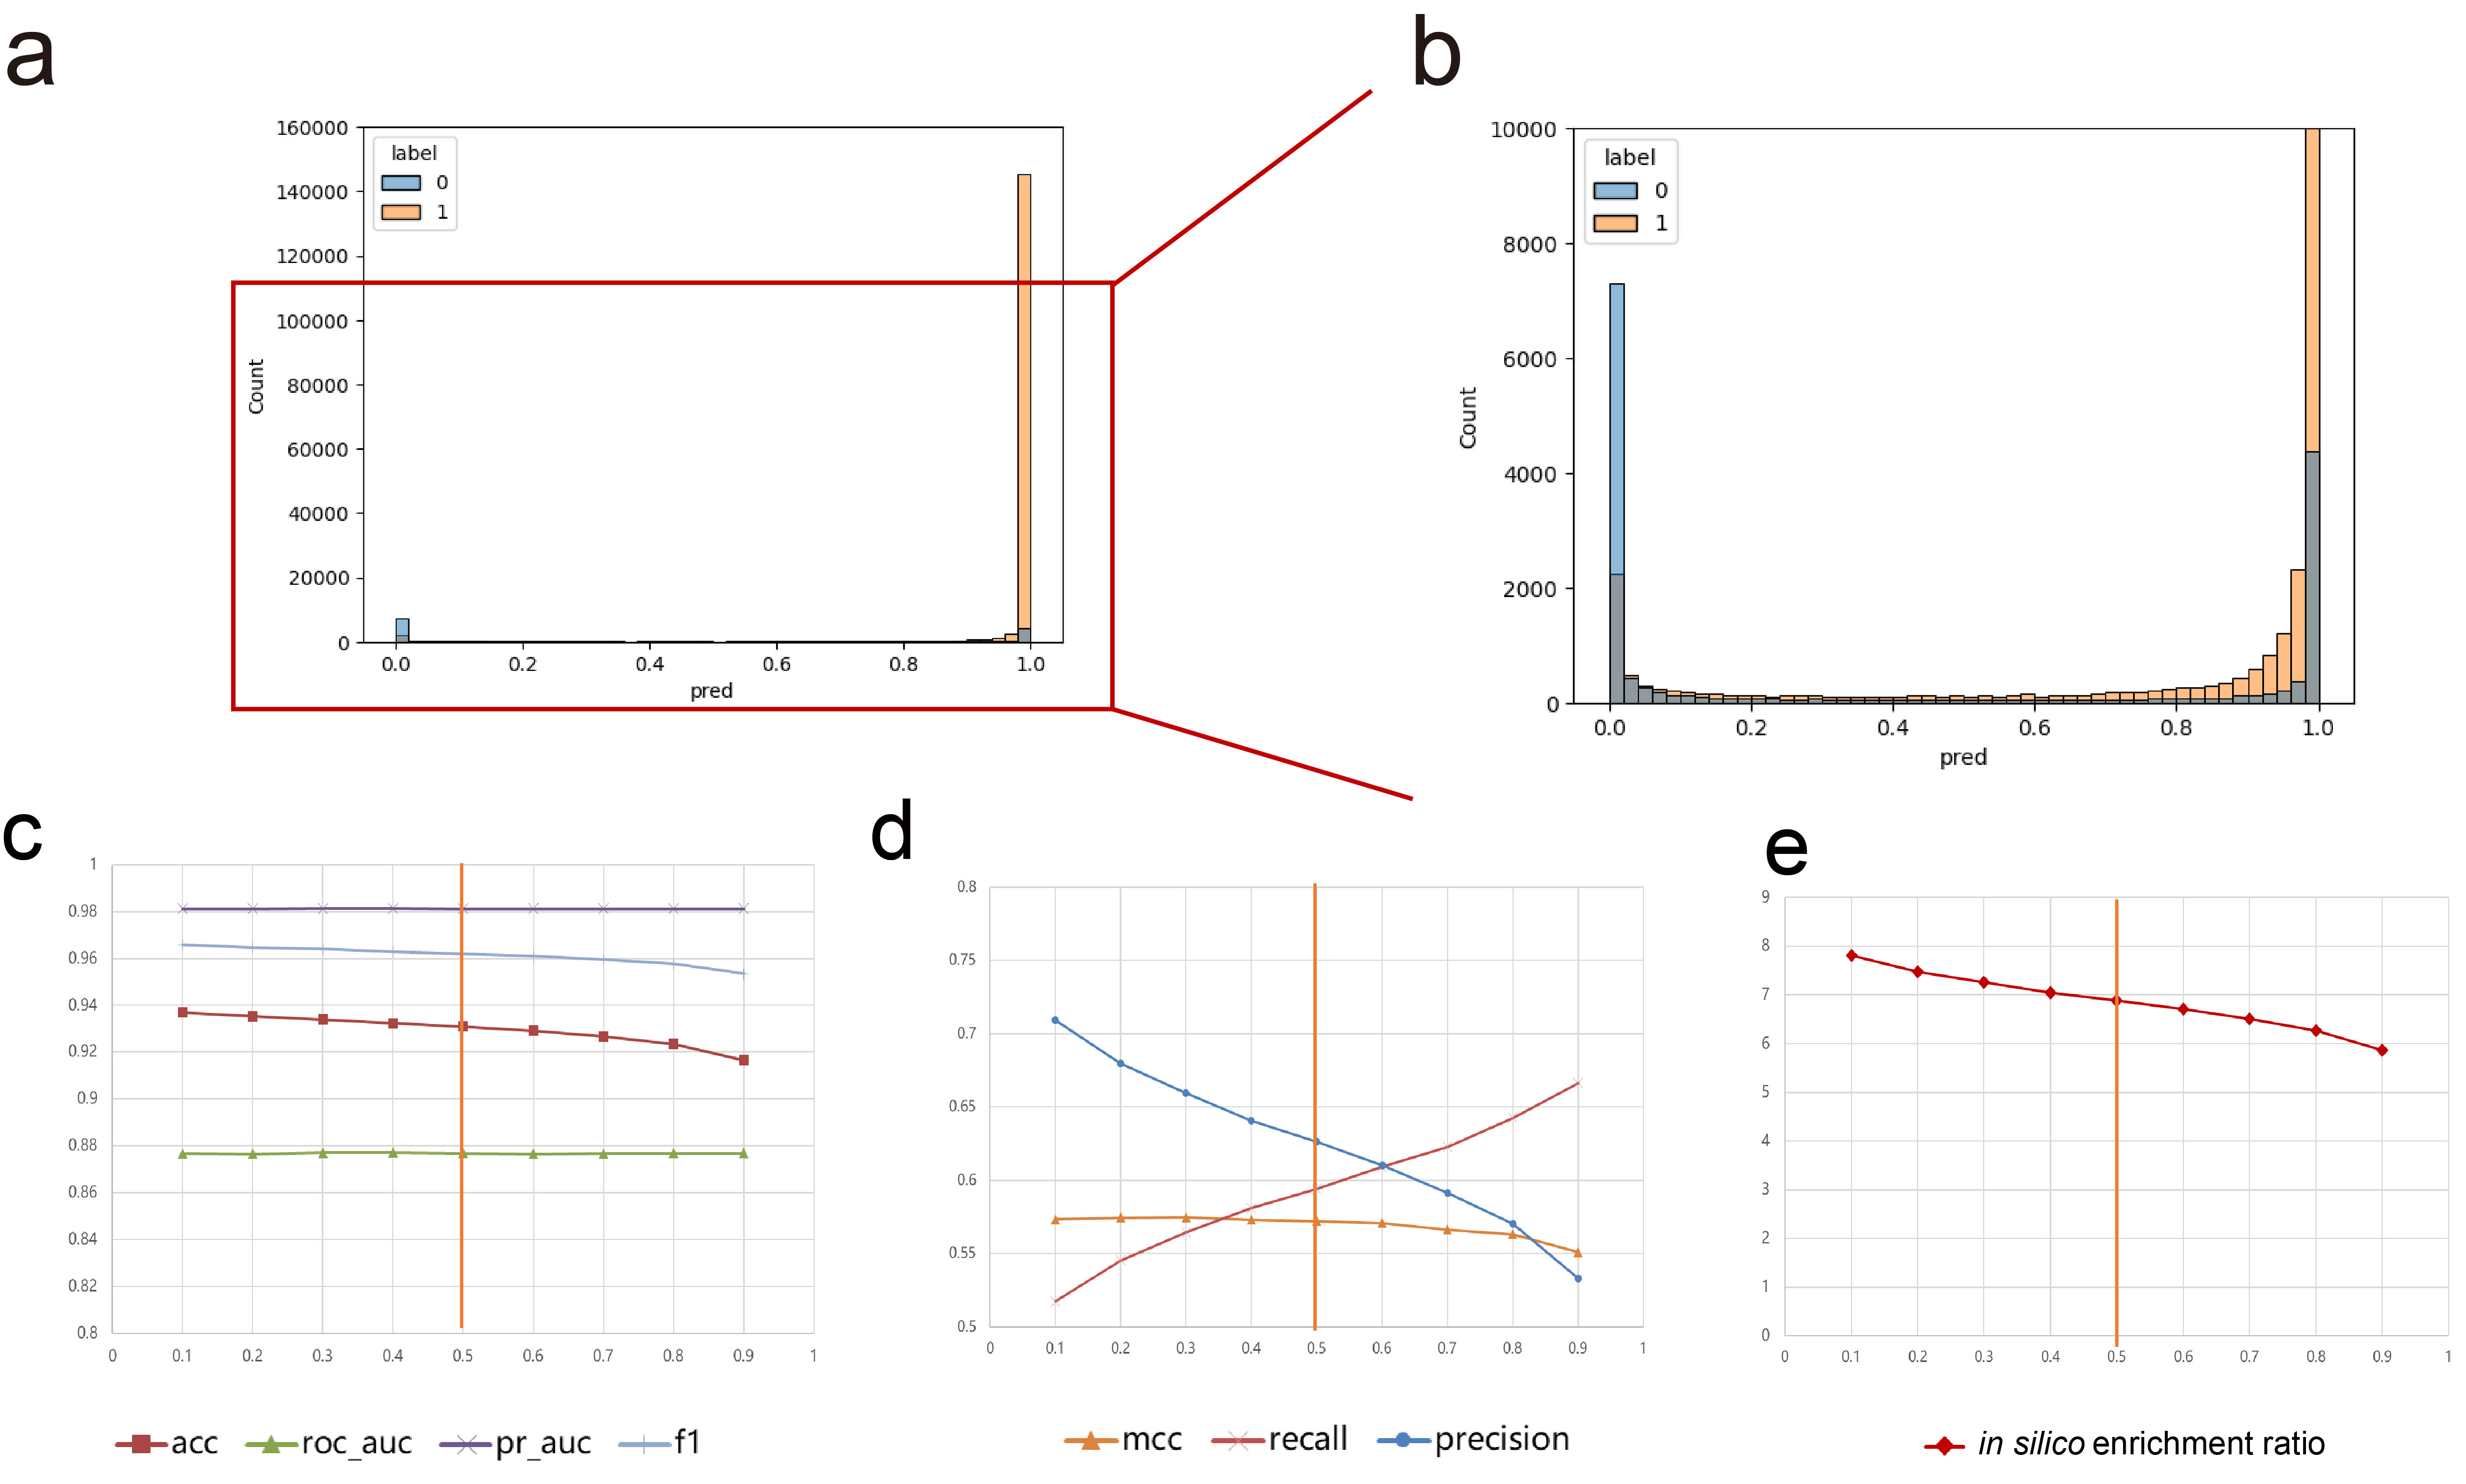 a
160000
140000
120000
100000
80000
60000
40000
20000
0
Count
label
0
1
0.0 0.2 0.4 0.6 0.8 1.0
pred
b
10000
8000
6000
4000
2000
0
Count
label
0
1
0.0 0.2 0.4 0.6 0.8 1.0
pred
c
1
0.98
0.96
0.94
0.92
0.9
0.88
0.86
0.84
0.82
0.8
0 0.1 0.2 0.3 0.4 0.5 0.6 0.7 0.8 0.9 1
acc roc_auc pr_auc f1
d
0.8
0.75
0.7
0.65
0.6
0.55
0.5
0 0.1 0.2 0.3 0.4 0.5 0.6 0.7 0.8 0.9 1
mcc recall precision
e
9
8
7
6
5
4
3
2
1
0
0 0.1 0.2 0.3 0.4 0.5 0.6 0.7 0.8 0.9 1
in silico enrichment ratio